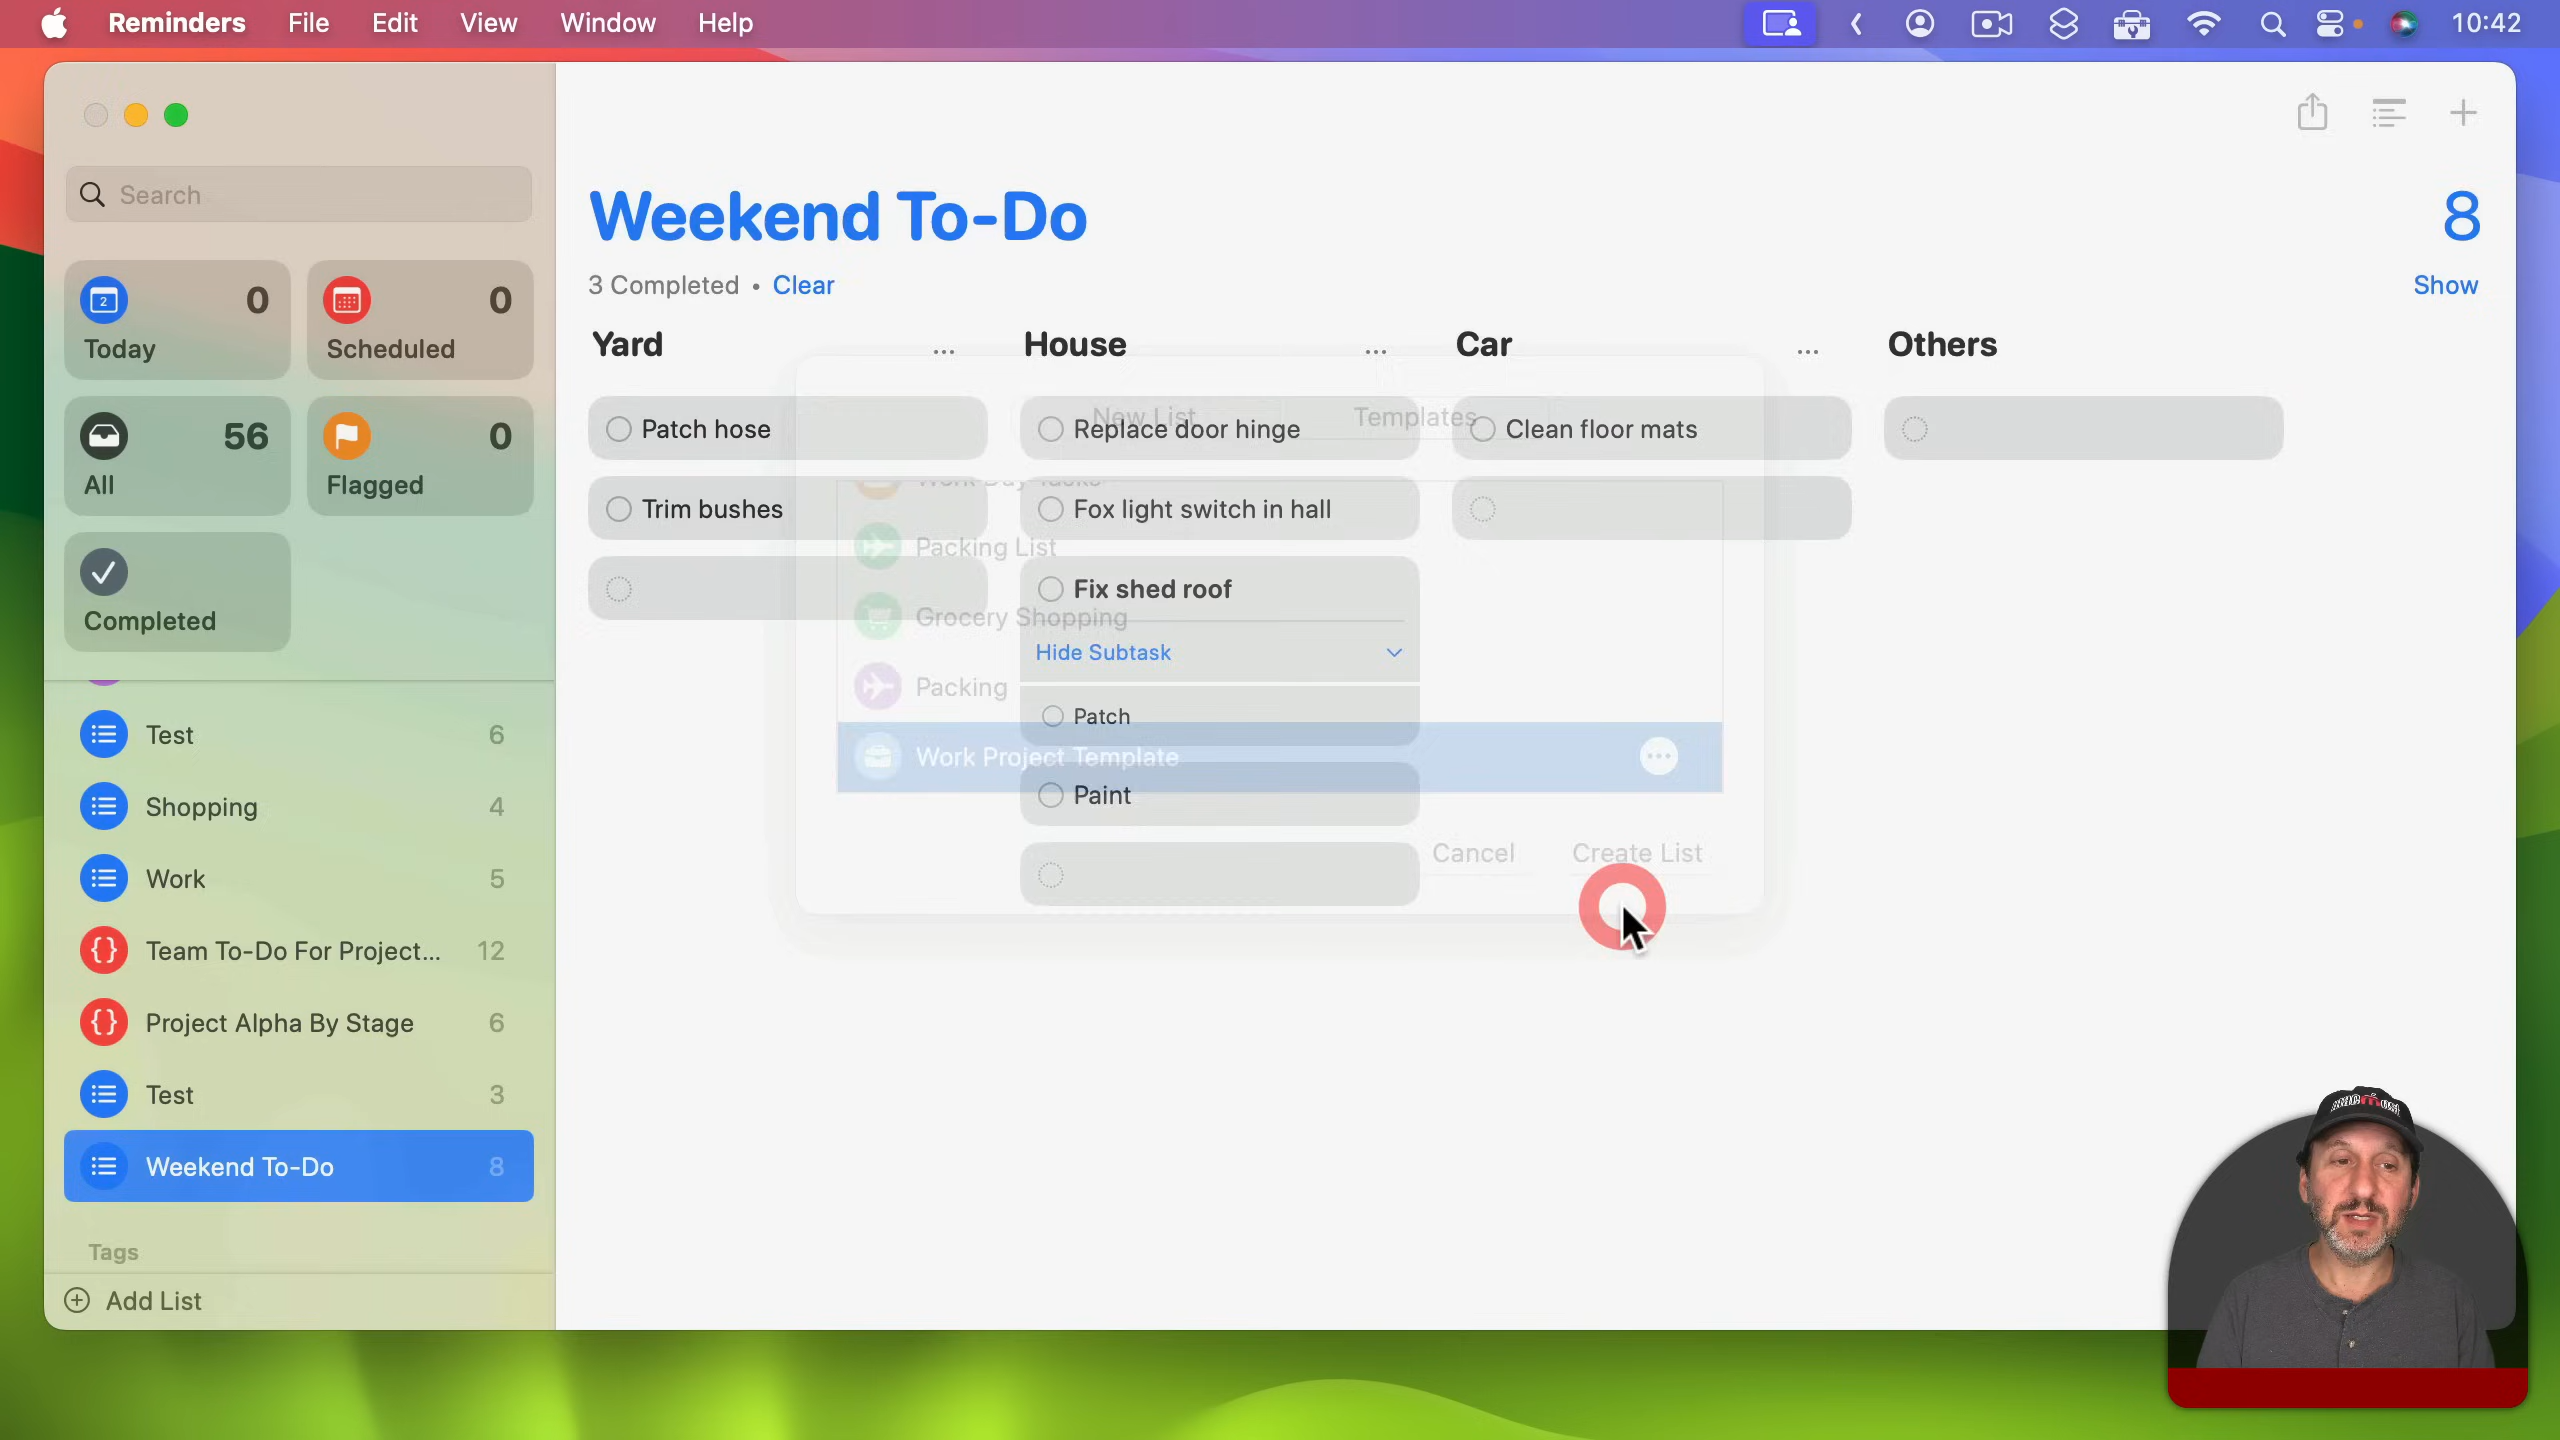 Reminders File Edit View Window Help 10:42
Search
2 0 0
Today Scheduled
56 0
All Flagged
Completed
Test 6
Shopping 4
Work 5
Team To-Do For Project... 12
Project Alpha By Stage 6
Test 3
Weekend To-Do 8
Tags
Add List
Weekend To-Do 8
3 Completed • Clear Show
Yard ... House ... Car ... Others
Patch hose
Trim bushes
Replace door hinge
Fox light switch in hall
Fix shed roof
Hide Subtask
Patch
Paint
Clean floor mats
New List Templates
Work Day Tasks
Packing List
Grocery Shopping
Packing
Work Project Template
Cancel Create List